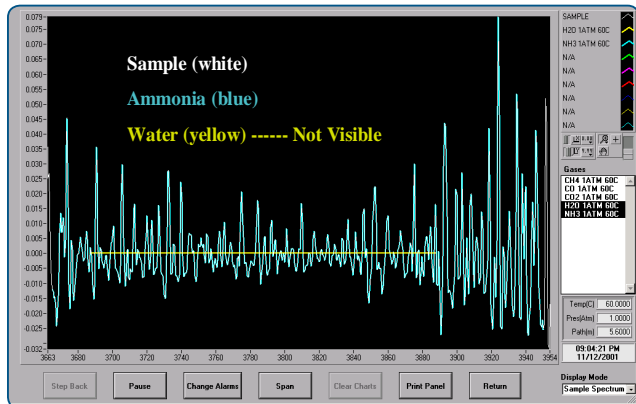 0.079-
0.075-
0.070-
0.065-
0.060-
0.055-
0.050-
0.045-
0.040-
0.035-
0.030-
0.025-
0.020-
0.015-
0.010-
0.005-
0.000-
-0.005-
-0.010-
-0.015-
-0.020-
-0.025-
-0.032-
3663 3680 3700 3720 3740 3760 3780 3800 3820 3840 3860 3880 3900 3920 3940 3954
Sample (white)
Ammonia (blue)
Water (yellow) ------ Not Visible
SAMPLE
H2O 1ATM 60C
NH3 1ATM 60C
N/A
N/A
N/A
N/A
N/A
N/A
Gases
CH4 1ATM 60C
CO 1ATM 60C
CO2 1ATM 60C
H2O 1ATM 60C
NH3 1ATM 60C
Temp(C) 60.0000
Pres(Atm) 1.0000
Path(m) 5.6000
09:04:21 PM
11/12/2001
Display Mode
Sample Spectrum
Step Back
Pause
Change Alarms
Span
Clear Charts
Print Panel
Return